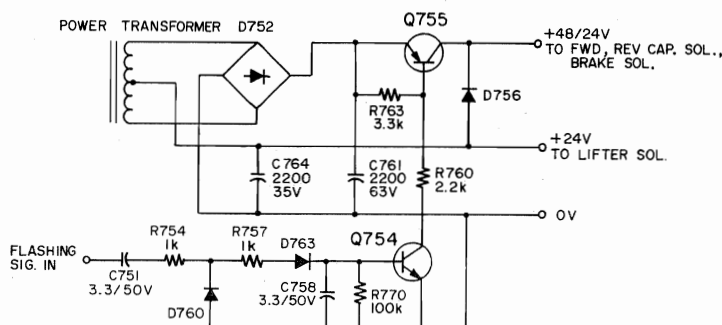 POWER TRANSFORMER D752
Q755
+48/24V
TO FWD, REV CAP. SOL.,
BRAKE SOL.
R763
3.3k
D756
+24V
TO LIFTER SOL.
C764
2200
35V
C761
2200
63V
R760
2.2k
0V
FLASHING
SIG. IN
R754
1k
R757
1k
D763
Q754
C751
3.3/50V
D760
C758
3.3/50V
R770
100k